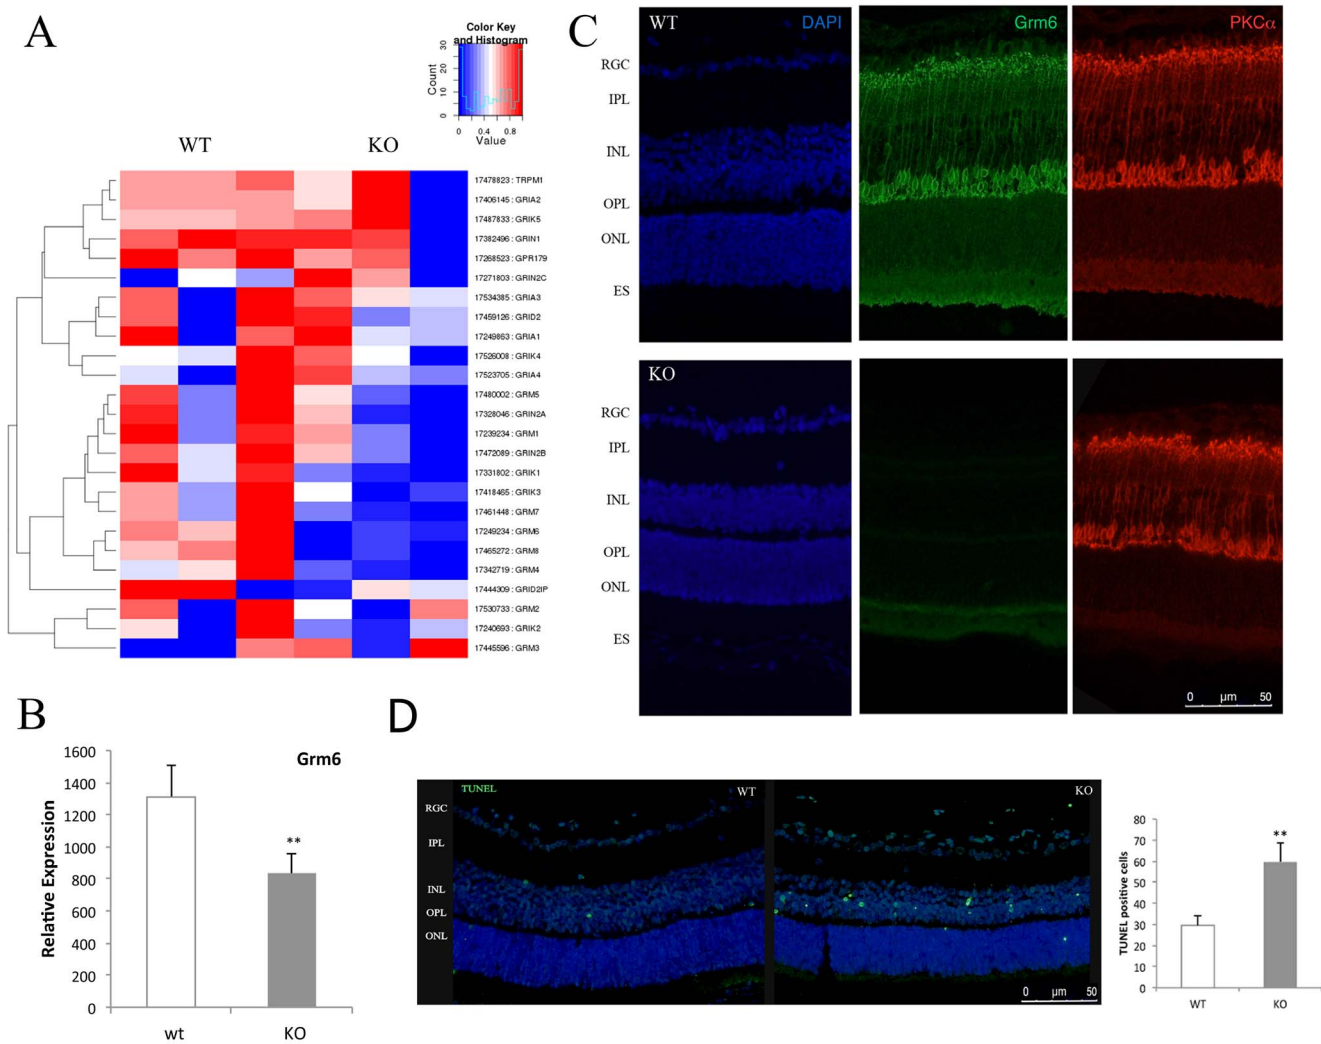 A
Color Key
and Histogram
Count
0 10 20 30
0 0.4 0.8
Value
WT KO
17478823 : TRPM1
17406145 : GRIA2
17487833 : GRIK5
17382496 : GRIN1
17268523 : GPR179
17271803 : GRIN2C
17534385 : GRIA3
17459126 : GRID2
17249863 : GRIA1
17526008 : GRIK4
17523705 : GRIA4
17480002 : GRM5
17328046 : GRIN2A
17239234 : GRM1
17472089 : GRIN2B
17331802 : GRIK1
17418465 : GRIK3
17461448 : GRM7
17249234 : GRM6
17465272 : GRM8
17342719 : GRM4
17444309 : GRID2IP
17530733 : GRM2
17240693 : GRIK2
17445596 : GRM3
B
Grm6
Relative Expression
1600
1400
1200
1000
800
600
400
200
0
**
wt KO
C
WT DAPI Grm6 PKCα
RGC
IPL
INL
OPL
ONL
ES
KO
RGC
IPL
INL
OPL
ONL
ES
0 µm 50
D
TUNEL WT KO
RGC
IPL
INL
OPL
ONL
0 µm 50
TUNEL positive cells
80
70
60
50
40
30
20
10
0
**
WT KO